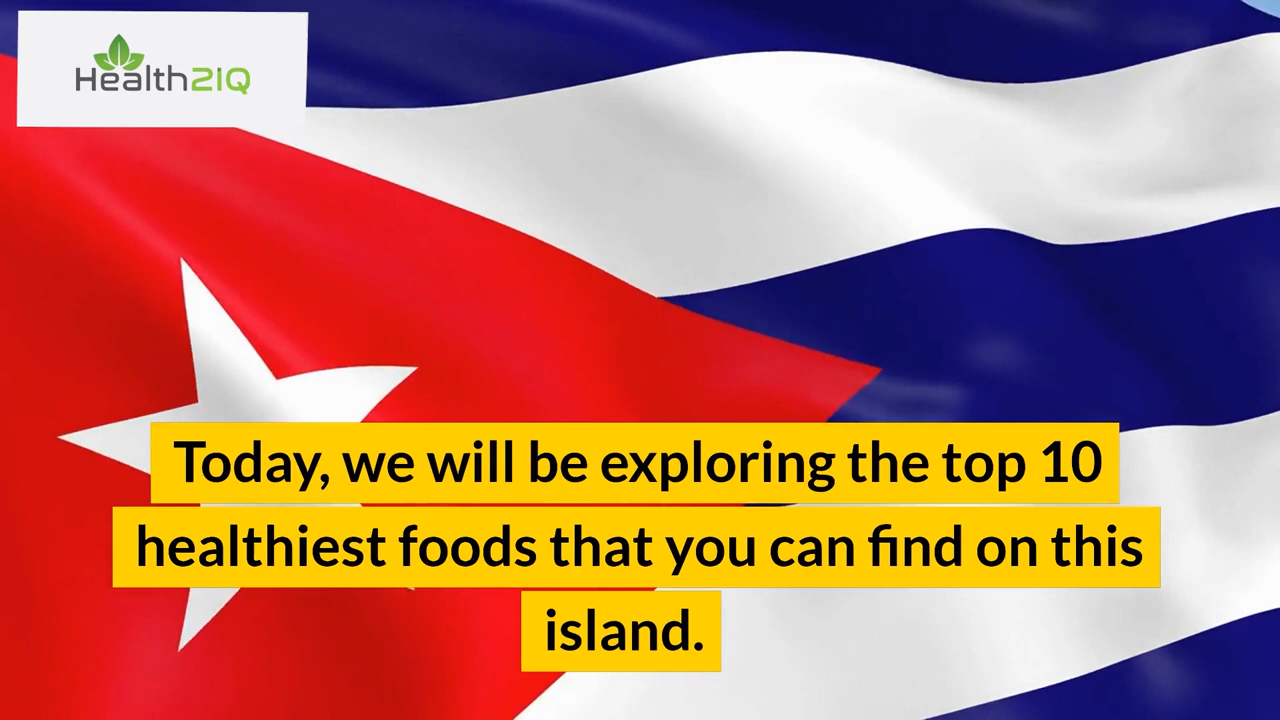 Health2IQ
Today, we will be exploring the top 10
healthiest foods that you can find on this
island.